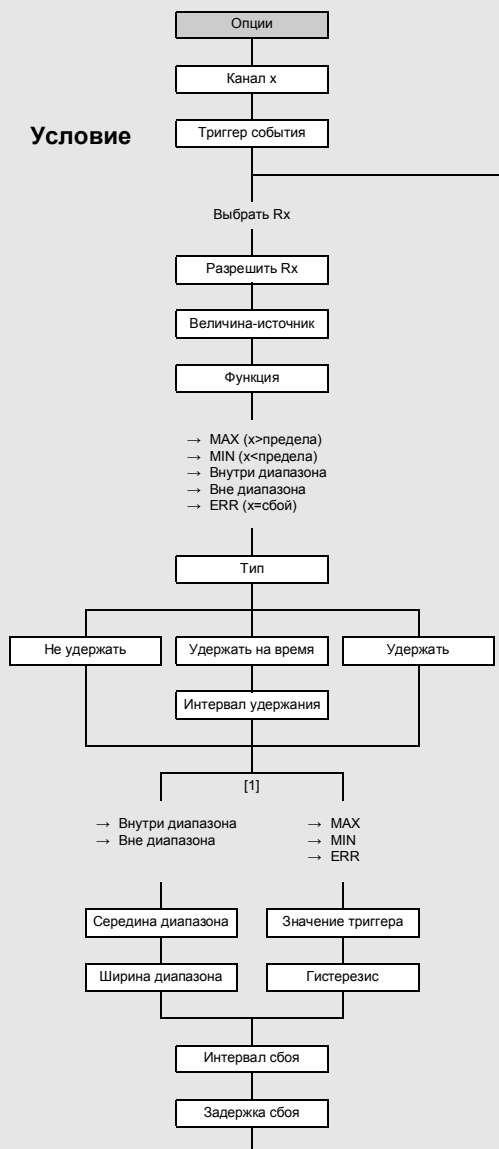 Опции
Канал x
Условие
Триггер события
Выбрать Rx
Разрешить Rx
Величина-источник
Функция
→ MAX (x>предела)
→ MIN (x<предела)
→ Внутри диапазона
→ Вне диапазона
→ ERR (x=сбой)
Тип
Не удержать
Удержать на время
Удержать
Интервал удержания
[1]
→ Внутри диапазона
→ Вне диапазона
→ MAX
→ MIN
→ ERR
Середина диапазона
Значение триггера
Ширина диапазона
Гистерезис
Интервал сбоя
Задержка сбоя